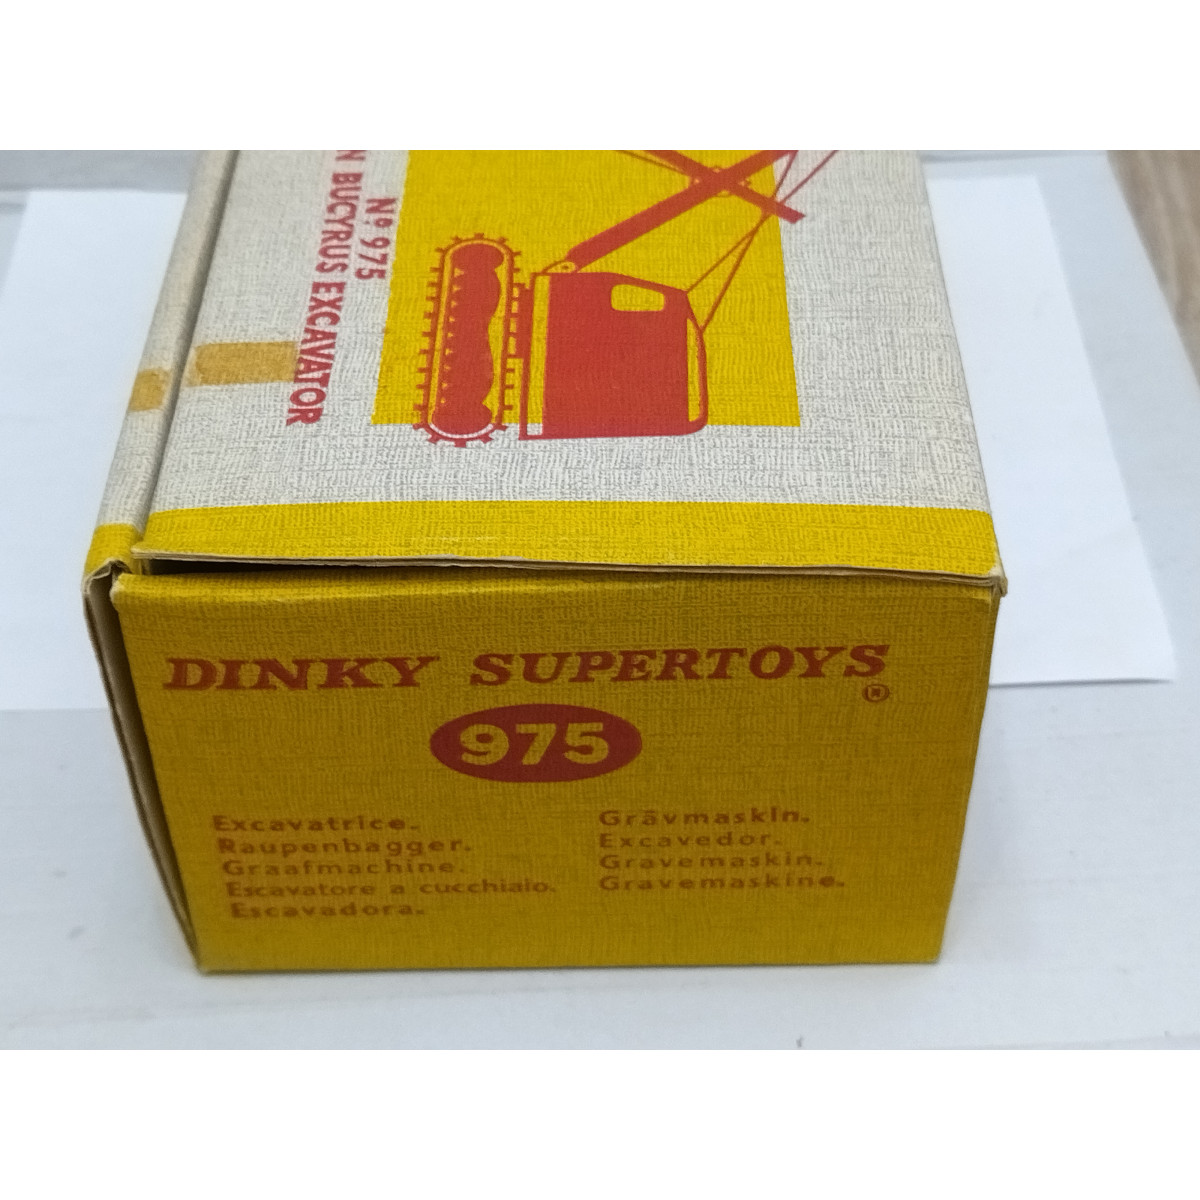 Nº 975
N BUCYRUS EXCAVATOR
DINKY SUPERTOYS
®
975
Excavatrice.
Raupenbagger.
Graafmachine.
Escavatore a cucchiaio.
Escavadora.
Grävmaskin.
Excavedor.
Gravemaskin.
Gravemaskine.